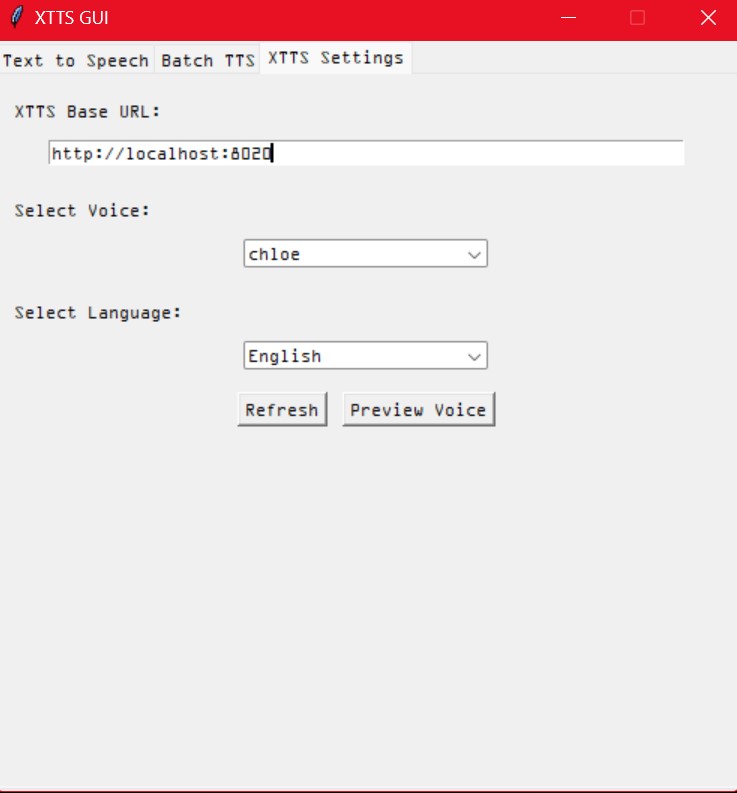 XTTS GUI
Text to Speech Batch TTS XTTS Settings
XTTS Base URL:
http://localhost:8020
Select Voice:
chloe
Select Language:
English
Refresh Preview Voice